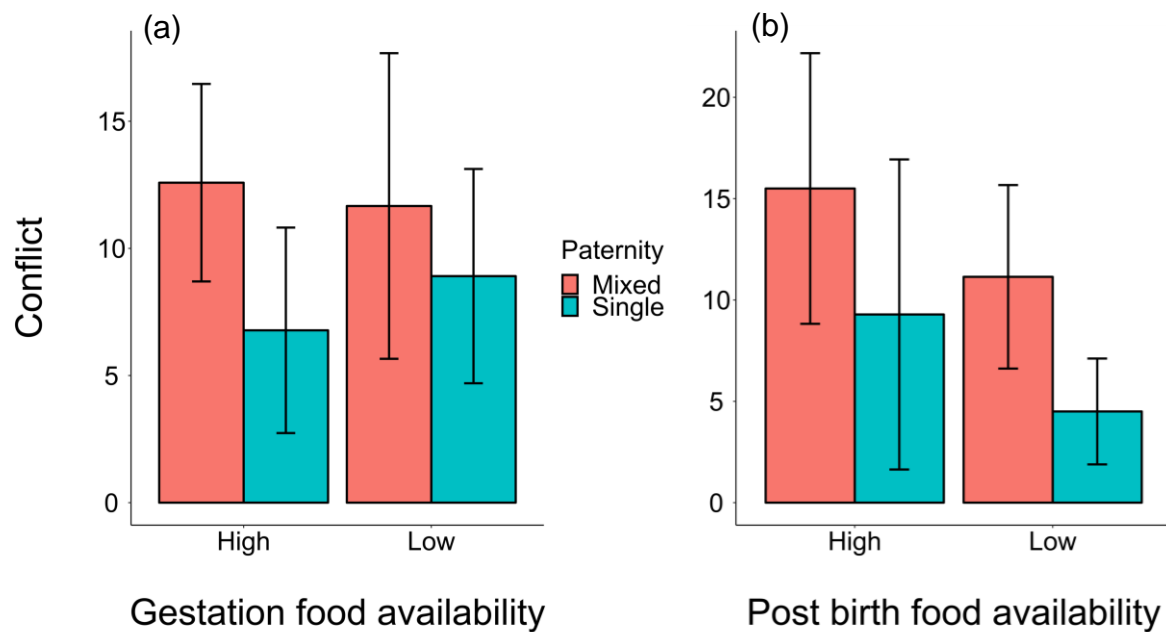 (a)
Conflict
15
10
5
0
High
Low
Gestation food availability
Paternity
Mixed
Single
(b)
20
15
10
5
0
High
Low
Post birth food availability